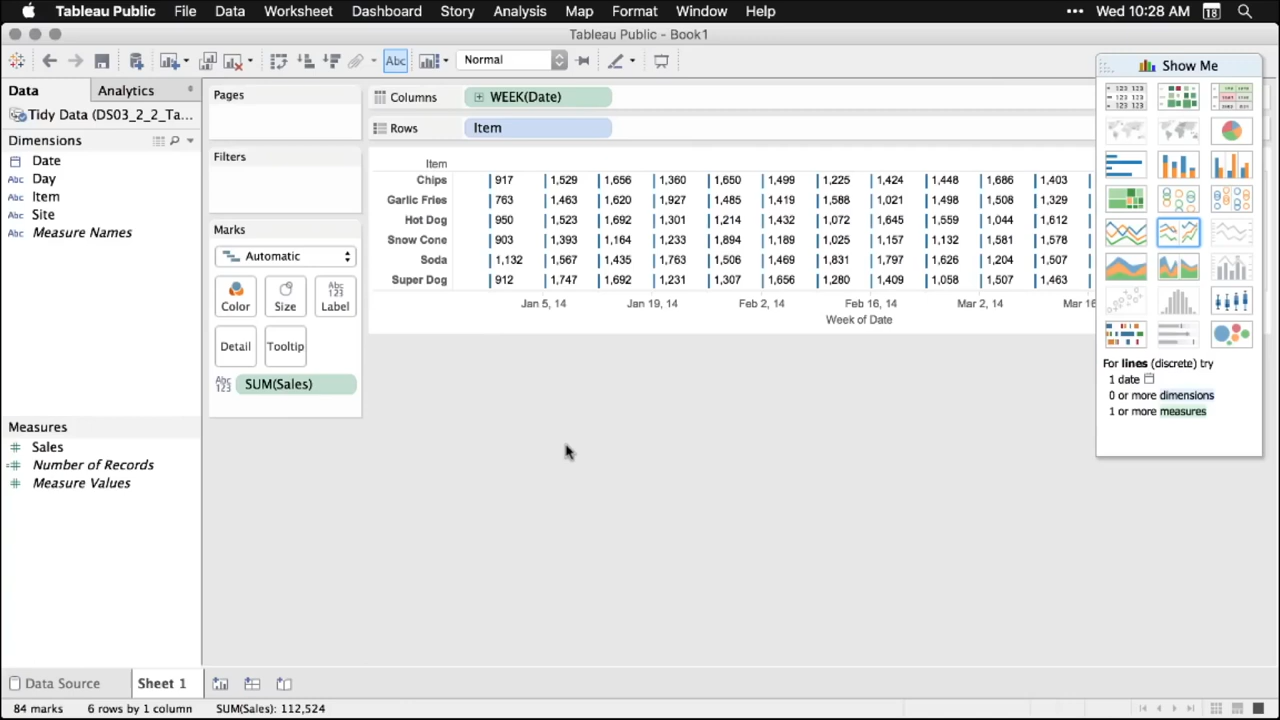 Tableau Public File Data Worksheet Dashboard Story Analysis Map Format Window Help ••• Wed 10:28 AM 18
Tableau Public - Book1
Abc Normal
Data Analytics
Tidy Data (DS03_2_2_Ta...
Dimensions
Date
Abc Day
Abc Item
Abc Site
Abc Measure Names
Measures
Sales
Number of Records
Measure Values
Pages
Filters
Marks
Automatic
Color Size Abc 123 Label
Detail Tooltip
Abc 123 SUM(Sales)
Columns WEEK(Date)
Rows Item
Item
Chips 917 1,529 1,656 1,360 1,650 1,499 1,225 1,424 1,448 1,686 1,403
Garlic Fries 763 1,463 1,620 1,927 1,485 1,419 1,588 1,021 1,498 1,508 1,329
Hot Dog 950 1,523 1,692 1,301 1,214 1,432 1,072 1,645 1,559 1,044 1,612
Snow Cone 903 1,393 1,164 1,233 1,894 1,189 1,025 1,157 1,132 1,581 1,578
Soda 1,132 1,567 1,435 1,763 1,506 1,469 1,831 1,797 1,626 1,204 1,507
Super Dog 912 1,747 1,692 1,231 1,307 1,656 1,280 1,409 1,058 1,507 1,463
Jan 5, 14 Jan 19, 14 Feb 2, 14 Feb 16, 14 Mar 2, 14 Mar 16
Week of Date
Show Me
For lines (discrete) try
1 date
0 or more dimensions
1 or more measures
Data Source Sheet 1
84 marks 6 rows by 1 column SUM(Sales): 112,524